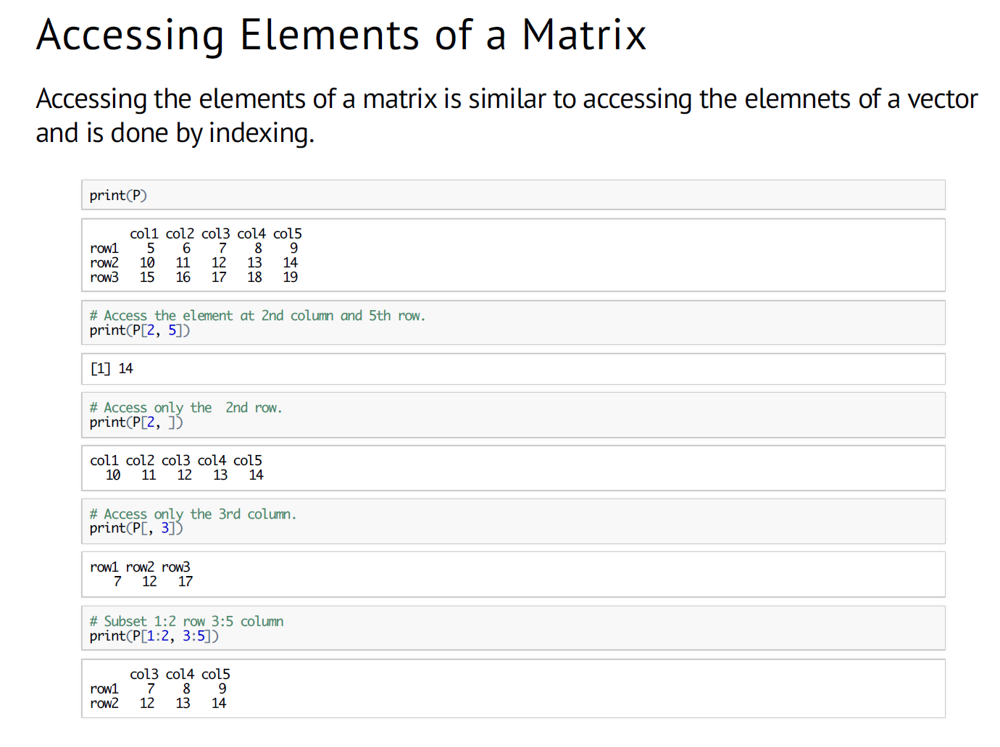 Accessing Elements of a Matrix
Accessing the elements of a matrix is similar to accessing the elemnets of a vector
and is done by indexing.
print(P)
     col1 col2 col3 col4 col5
row1    5    6    7    8    9
row2   10   11   12   13   14
row3   15   16   17   18   19
# Access the element at 2nd column and 5th row.
print(P[2, 5])
[1] 14
# Access only the  2nd row.
print(P[2, ])
col1 col2 col3 col4 col5
  10   11   12   13   14
# Access only the 3rd column.
print(P[, 3])
row1 row2 row3
   7   12   17
# Subset 1:2 row 3:5 column
print(P[1:2, 3:5])
     col3 col4 col5
row1    7    8    9
row2   12   13   14